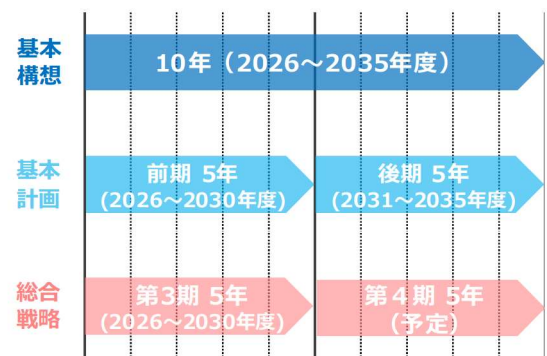 基本
構想
10年（2026～2035年度）
基本
計画
前期 5年
(2026～2030年度)
後期 5年
(2031～2035年度)
総合
戦略
第3期 5年
(2026～2030年度)
第４期 5年
（予定）